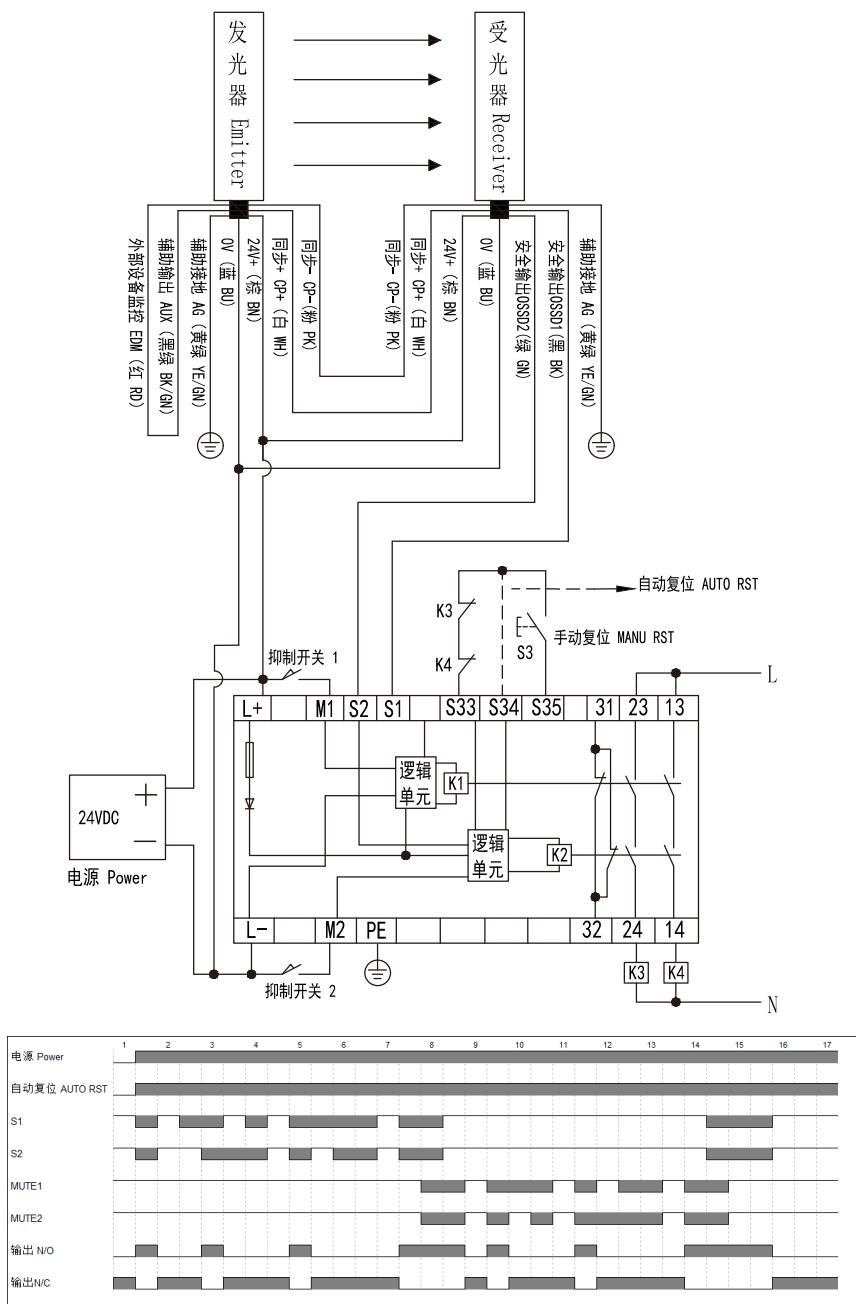 发光器 Emitter
受光器 Receiver
外部设备监控 EDM (红 RD)
辅助输出 AUX (黑绿 BK/GN)
辅助接地 AG (黄绿 YE/GN)
0V (蓝 BU)
24V+ (棕 BN)
同步+ CP+ (白 WH)
同步- CP-(粉 PK)
同步- CP-(粉 PK)
同步+ CP+ (白 WH)
24V+ (棕 BN)
0V (蓝 BU)
安全输出OSSD2(绿 GN)
安全输出OSSD1(黑 BK)
辅助接地 AG (黄绿 YE/GN)
自动复位 AUTO RST
K3
手动复位 MANU RST
S3
K4
抑制开关 1
L
L+ M1 S2 S1 S33 S34 S35 31 23 13
逻辑
单元
K1
24VDC
+
-
电源 Power
逻辑
单元
K2
L- M2 PE 32 24 14
K3 K4
抑制开关 2
N
1 2 3 4 5 6 7 8 9 10 11 12 13 14 15 16 17
电源 Power
自动复位 AUTO RST
S1
S2
MUTE1
MUTE2
输出 N/O
输出N/C